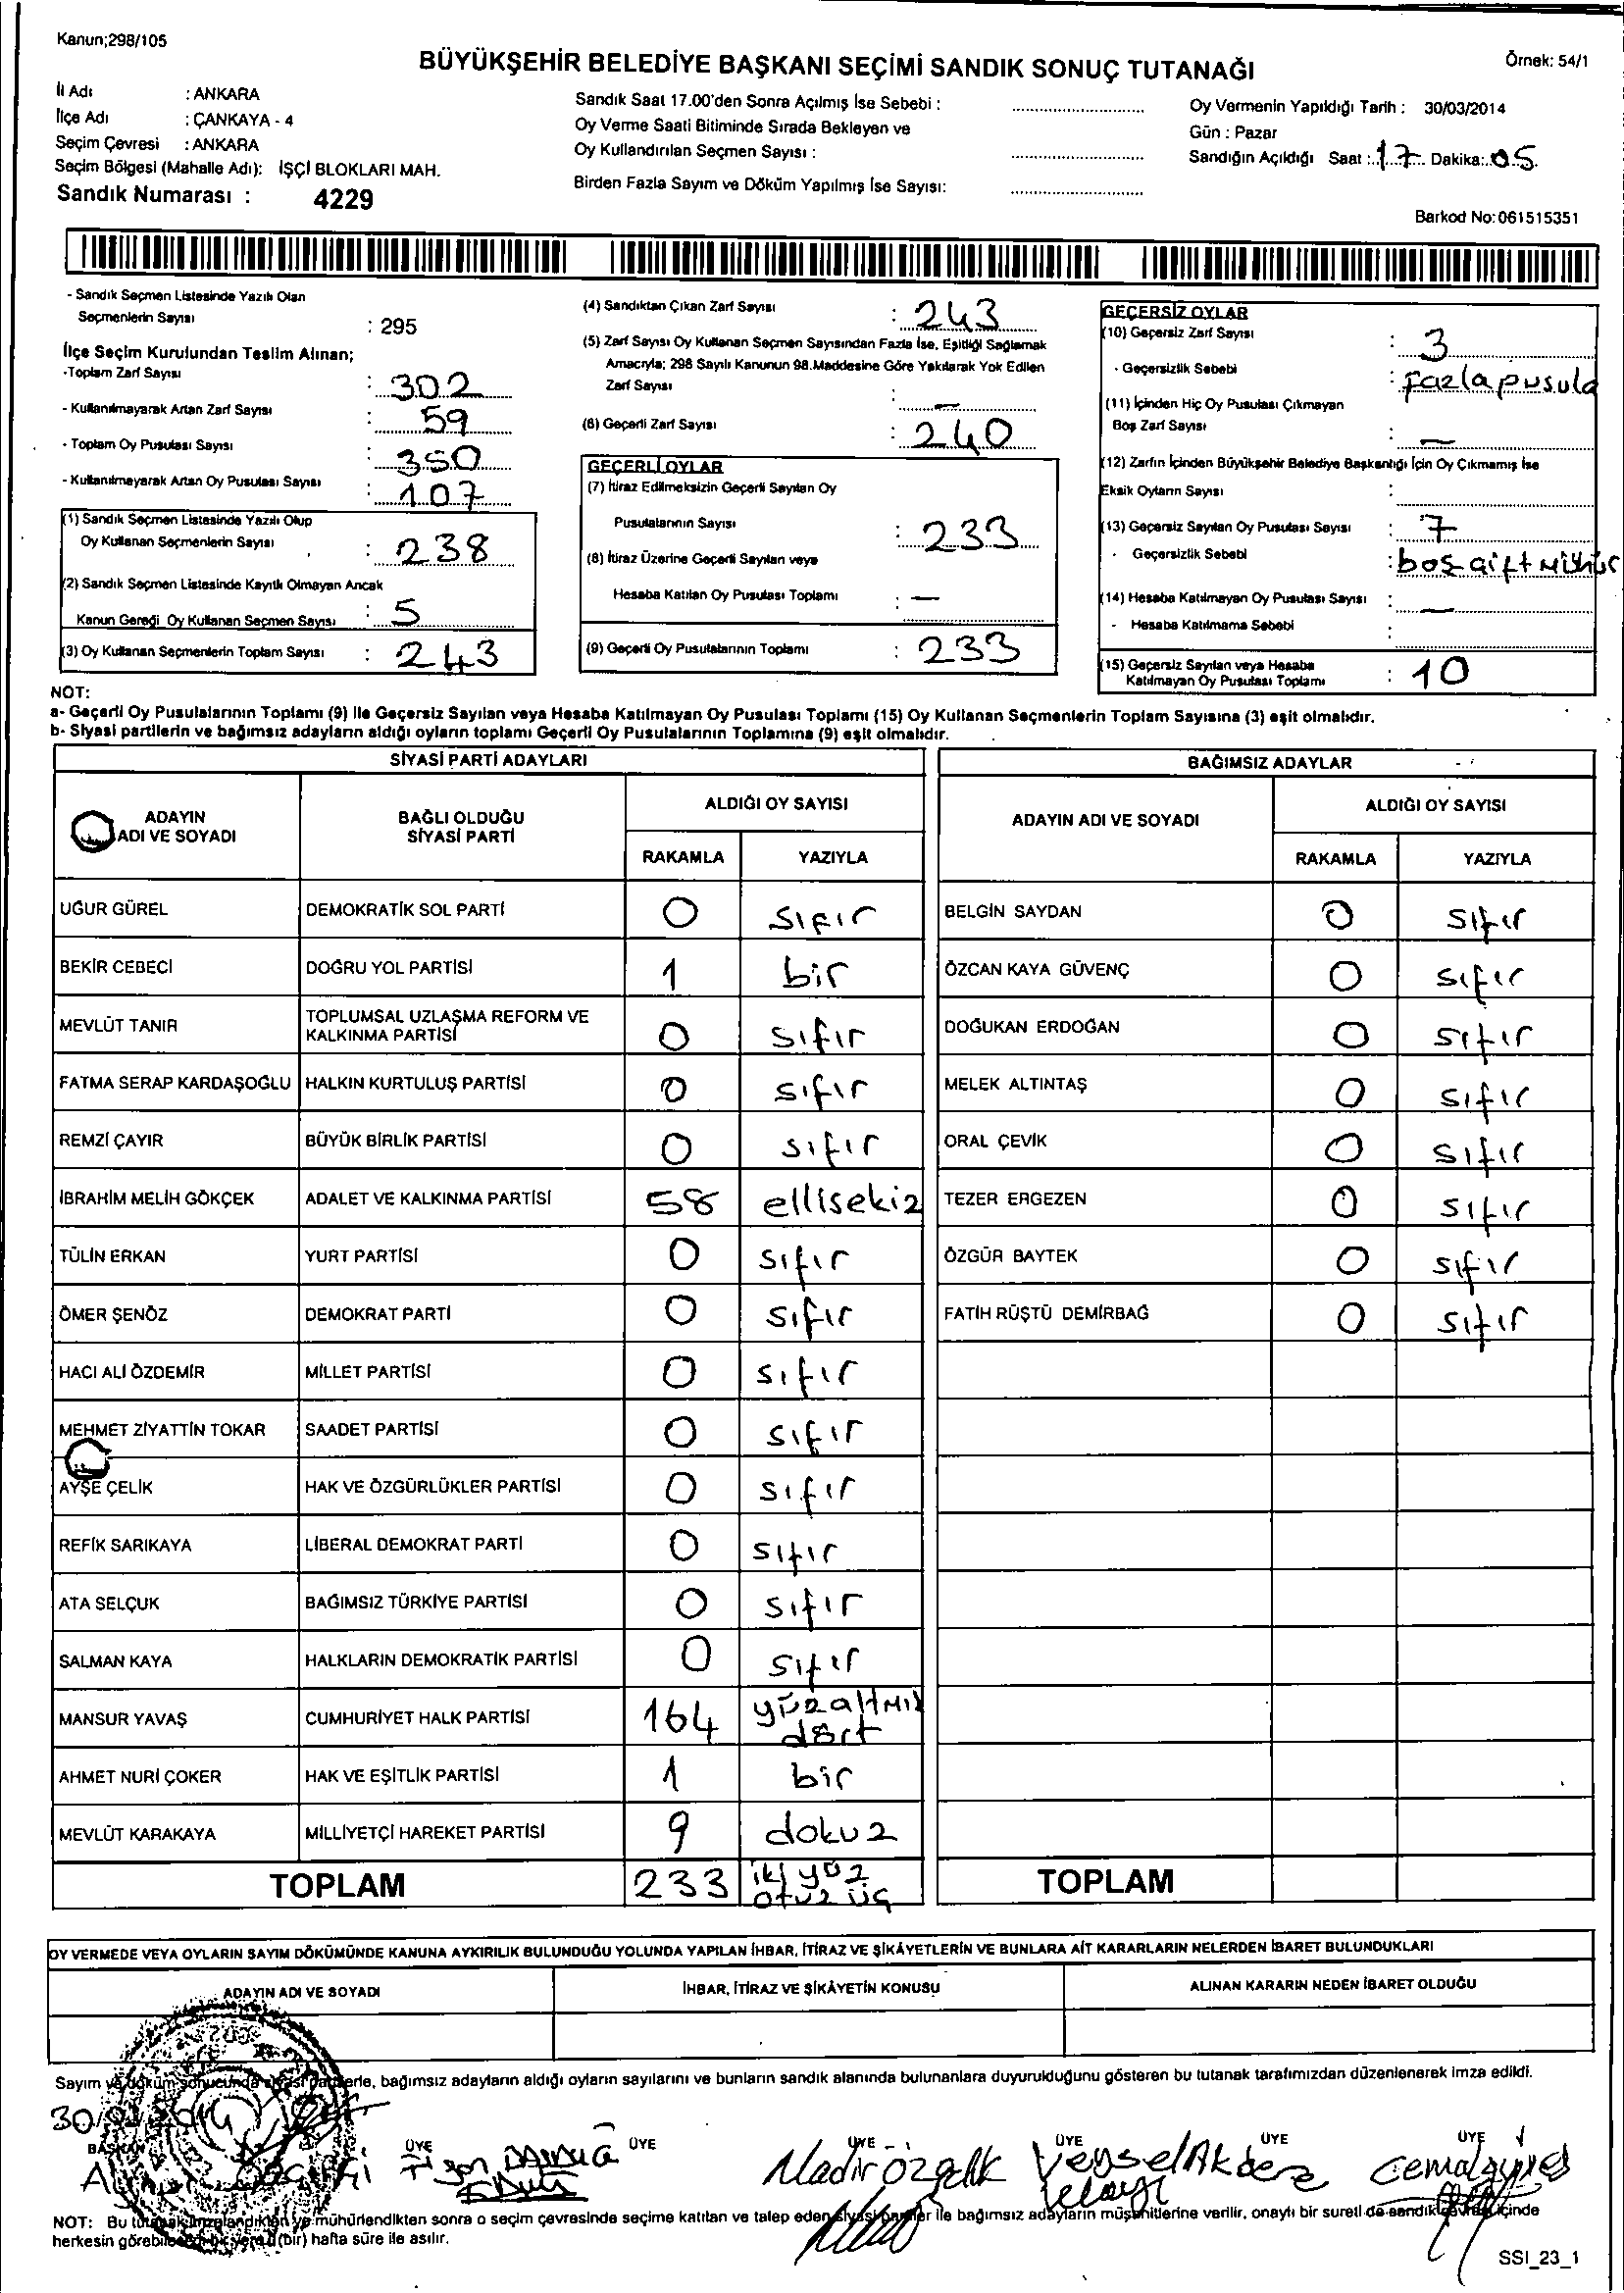 Kanun;298/105
BÜYÜKŞEHİR BELEDİYE BAŞKANI SEÇİMİ SANDIK SONUÇ TUTANAĞI
Örnek: 54/1
İl Adı : ANKARA
İlçe Adı : ÇANKAYA - 4
Seçim Çevresi : ANKARA
Seçim Bölgesi (Mahalle Adı): İŞÇİ BLOKLARI MAH.
Sandık Numarası : 4229
Sandık Saat 17.00'den Sonra Açılmış İse Sebebi :
Oy Verme Saati Bitiminde Sırada Bekleyen ve
Oy Kullandırılan Seçmen Sayısı :
Birden Fazla Sayım ve Döküm Yapılmış İse Sayısı:
Oy Vermenin Yapıldığı Tarih : 30/03/2014
Gün : Pazar
Sandığın Açıldığı Saat : 17 Dakika: 05
Barkod No:061515351
- Sandık Seçmen Listesinde Yazılı Olan
Seçmenlerin Sayısı : 295
İlçe Seçim Kurulundan Teslim Alınan;
-Toplam Zarf Sayısı : 302
- Kullanılmayarak Artan Zarf Sayısı : 59
- Toplam Oy Pusulası Sayısı : 350
- Kullanılmayarak Artan Oy Pusulası Sayısı : 107
(1) Sandık Seçmen Listesinde Yazılı Olup
Oy Kullanan Seçmenlerin Sayısı : 238
(2) Sandık Seçmen Listesinde Kayıtlı Olmayan Ancak
Kanun Gereği Oy Kullanan Seçmen Sayısı : 5
(3) Oy Kullanan Seçmenlerin Toplam Sayısı : 243
(4) Sandıktan Çıkan Zarf Sayısı : 243
(5) Zarf Sayısı Oy Kullanan Seçmen Sayısından Fazla İse, Eşitliği Sağlamak
Amacıyla; 298 Sayılı Kanunun 98.Maddesine Göre Yakılarak Yok Edilen
Zarf Sayısı : —
(6) Geçerli Zarf Sayısı : 240
GEÇERLİ OYLAR
(7) İtiraz Edilmeksizin Geçerli Sayılan Oy
Pusulalarının Sayısı : 233
(8) İtiraz Üzerine Geçerli Sayılan veya
Hesaba Katılan Oy Pusulası Toplamı : —
(9) Geçerli Oy Pusulalarının Toplamı : 233
GEÇERSİZ OYLAR
(10) Geçersiz Zarf Sayısı : 3
- Geçersizlik Sebebi : Fazla pusula
(11) İçinden Hiç Oy Pusulası Çıkmayan
Boş Zarf Sayısı : —
(12) Zarfın İçinden Büyükşehir Belediye Başkanlığı İçin Oy Çıkmamış İse
Eksik Oyların Sayısı :
(13) Geçersiz Sayılan Oy Pusulası Sayısı : 7
- Geçersizlik Sebebi : boş çift Mühür
(14) Hesaba Katılmayan Oy Pusulası Sayısı : —
- Hesaba Katılmama Sebebi :
(15) Geçersiz Sayılan veya Hesaba
Katılmayan Oy Pusulası Toplamı : 10
NOT:
a- Geçerli Oy Pusulalarının Toplamı (9) ile Geçersiz Sayılan veya Hesaba Katılmayan Oy Pusulası Toplamı (15) Oy Kullanan Seçmenlerin Toplam Sayısına (3) eşit olmalıdır.
b- Siyasi partilerin ve bağımsız adayların aldığı oyların toplamı Geçerli Oy Pusulalarının Toplamına (9) eşit olmalıdır.
SİYASİ PARTİ ADAYLARI
ADAYIN ADI VE SOYADI BAĞLI OLDUĞU SİYASİ PARTİ ALDIĞI OY SAYISI
RAKAMLA YAZIYLA
UĞUR GÜREL DEMOKRATİK SOL PARTİ 0 sıfır
BEKİR CEBECİ DOĞRU YOL PARTİSİ 1 bir
MEVLÜT TANIR TOPLUMSAL UZLAŞMA REFORM VE KALKINMA PARTİSİ 0 sıfır
FATMA SERAP KARDAŞOĞLU HALKIN KURTULUŞ PARTİSİ 0 sıfır
REMZİ ÇAYIR BÜYÜK BİRLİK PARTİSİ 0 sıfır
İBRAHİM MELİH GÖKÇEK ADALET VE KALKINMA PARTİSİ 58 ellisekiz
TÜLİN ERKAN YURT PARTİSİ 0 sıfır
ÖMER ŞENÖZ DEMOKRAT PARTİ 0 sıfır
HACI ALİ ÖZDEMİR MİLLET PARTİSİ 0 sıfır
MEHMET ZİYATTİN TOKAR SAADET PARTİSİ 0 sıfır
AYŞE ÇELİK HAK VE ÖZGÜRLÜKLER PARTİSİ 0 sıfır
REFİK SARIKAYA LİBERAL DEMOKRAT PARTİ 0 sıfır
ATA SELÇUK BAĞIMSIZ TÜRKİYE PARTİSİ 0 sıfır
SALMAN KAYA HALKLARIN DEMOKRATİK PARTİSİ 0 sıfır
MANSUR YAVAŞ CUMHURİYET HALK PARTİSİ 164 yüzaltmış dört
AHMET NURİ ÇOKER HAK VE EŞİTLİK PARTİSİ 1 bir
MEVLÜT KARAKAYA MİLLİYETÇİ HAREKET PARTİSİ 9 dokuz
TOPLAM 233 iki yüz otuz üç
BAĞIMSIZ ADAYLAR
ADAYIN ADI VE SOYADI ALDIĞI OY SAYISI
RAKAMLA YAZIYLA
BELGİN SAYDAN 0 sıfır
ÖZCAN KAYA GÜVENÇ 0 sıfır
DOĞUKAN ERDOĞAN 0 sıfır
MELEK ALTINTAŞ 0 sıfır
ORAL ÇEVİK 0 sıfır
TEZER ERGEZEN 0 sıfır
ÖZGÜR BAYTEK 0 sıfır
FATİH RÜŞTÜ DEMİRBAĞ 0 sıfır
TOPLAM
OY VERMEDE VEYA OYLARIN SAYIM DÖKÜMÜNDE KANUNA AYKIRILIK BULUNDUĞU YOLUNDA YAPILAN İHBAR, İTİRAZ VE ŞİKÂYETLERİN VE BUNLARA AİT KARARLARIN NELERDEN İBARET BULUNDUKLARI
ADAYIN ADI VE SOYADI İHBAR, İTİRAZ VE ŞİKÂYETİN KONUSU ALINAN KARARIN NEDEN İBARET OLDUĞU
Sayım ve döküm sonucunda siyasi partilerle, bağımsız adayların aldığı oyların sayılarını ve bunların sandık alanında bulunanlara duyurulduğunu gösteren bu tutanak tarafımızdan düzenlenerek imza edildi.
BAŞKAN ÜYE ÜYE ÜYE ÜYE ÜYE ÜYE
Nadir özçelik Veysel Akdere Cemal güneş
NOT: Bu tutanak imzalandıktan ve mühürlendikten sonra o seçim çevresinde seçime katılan ve talep eden siyasi partiler ile bağımsız adayların müşahitlerine verilir, onaylı bir sureti de sandık çevresi içinde
herkesin görebileceği bir yere (bir) hafta süre ile asılır.
SSI_23_1